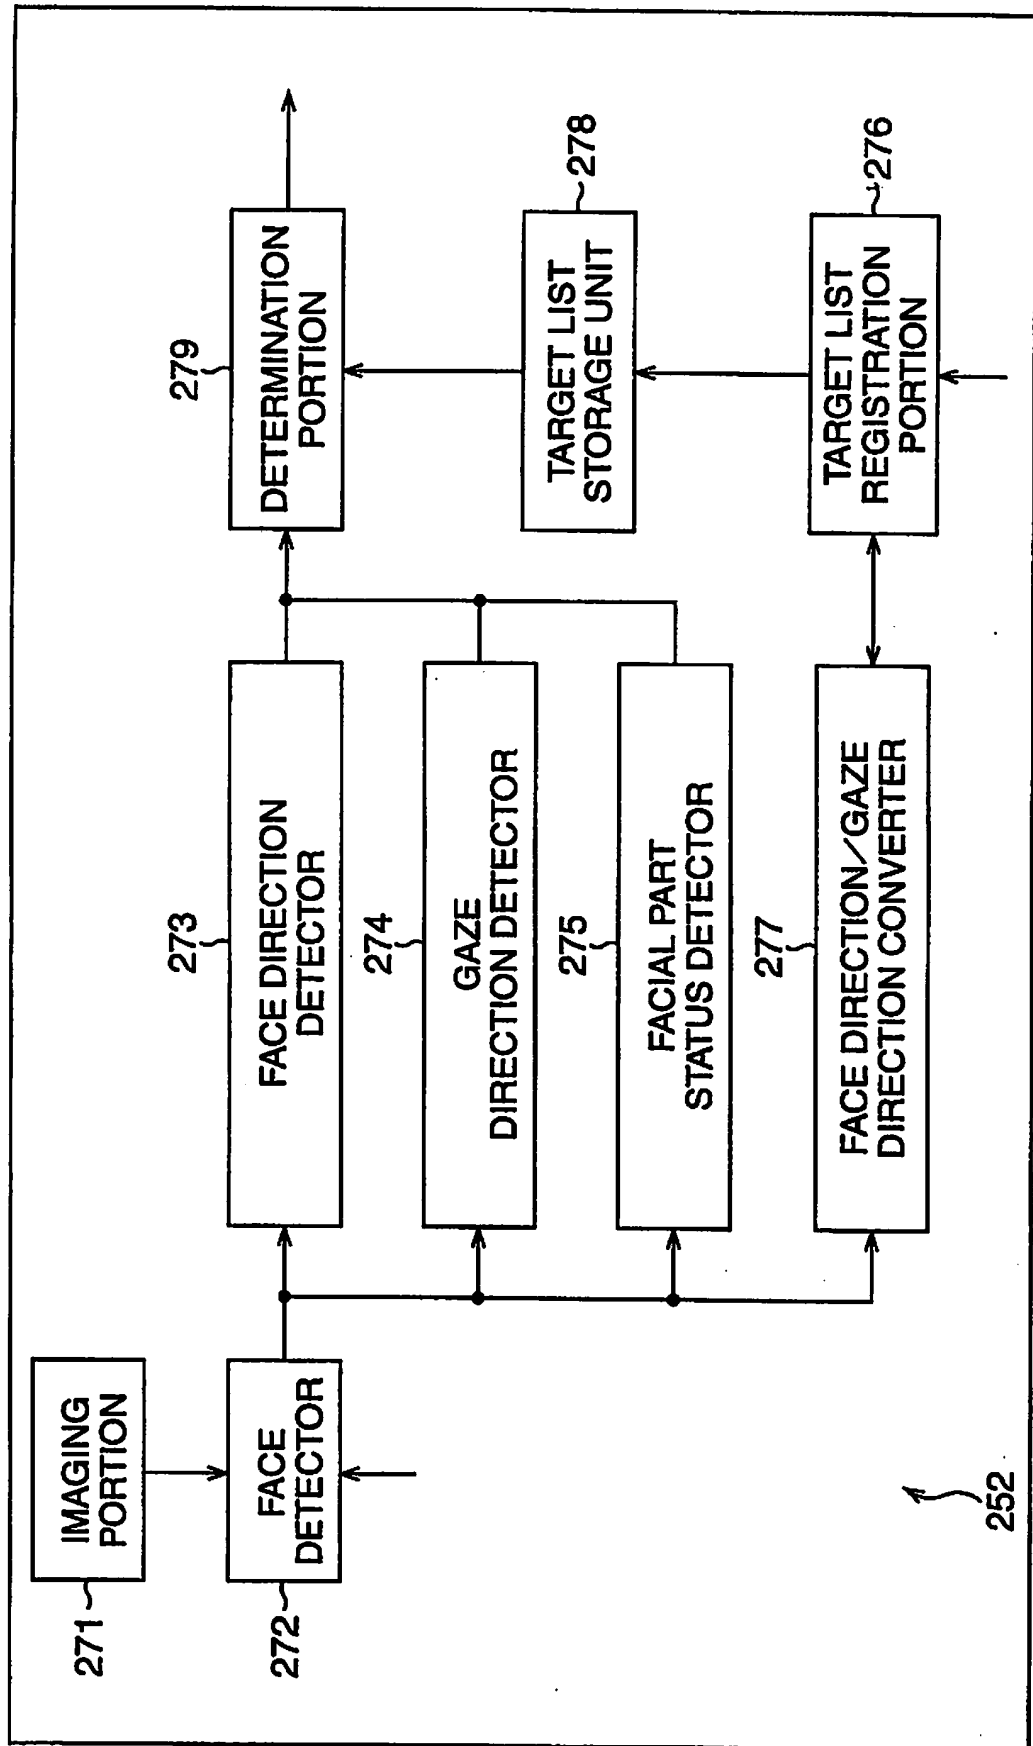 271
IMAGING
PORTION
272
FACE
DETECTOR
273
FACE DIRECTION
DETECTOR
274
GAZE
DIRECTION DETECTOR
275
FACIAL PART
STATUS DETECTOR
277
FACE DIRECTION/GAZE
DIRECTION CONVERTER
279
DETERMINATION
PORTION
TARGET LIST
STORAGE UNIT
278
TARGET LIST
REGISTRATION
PORTION
276
252